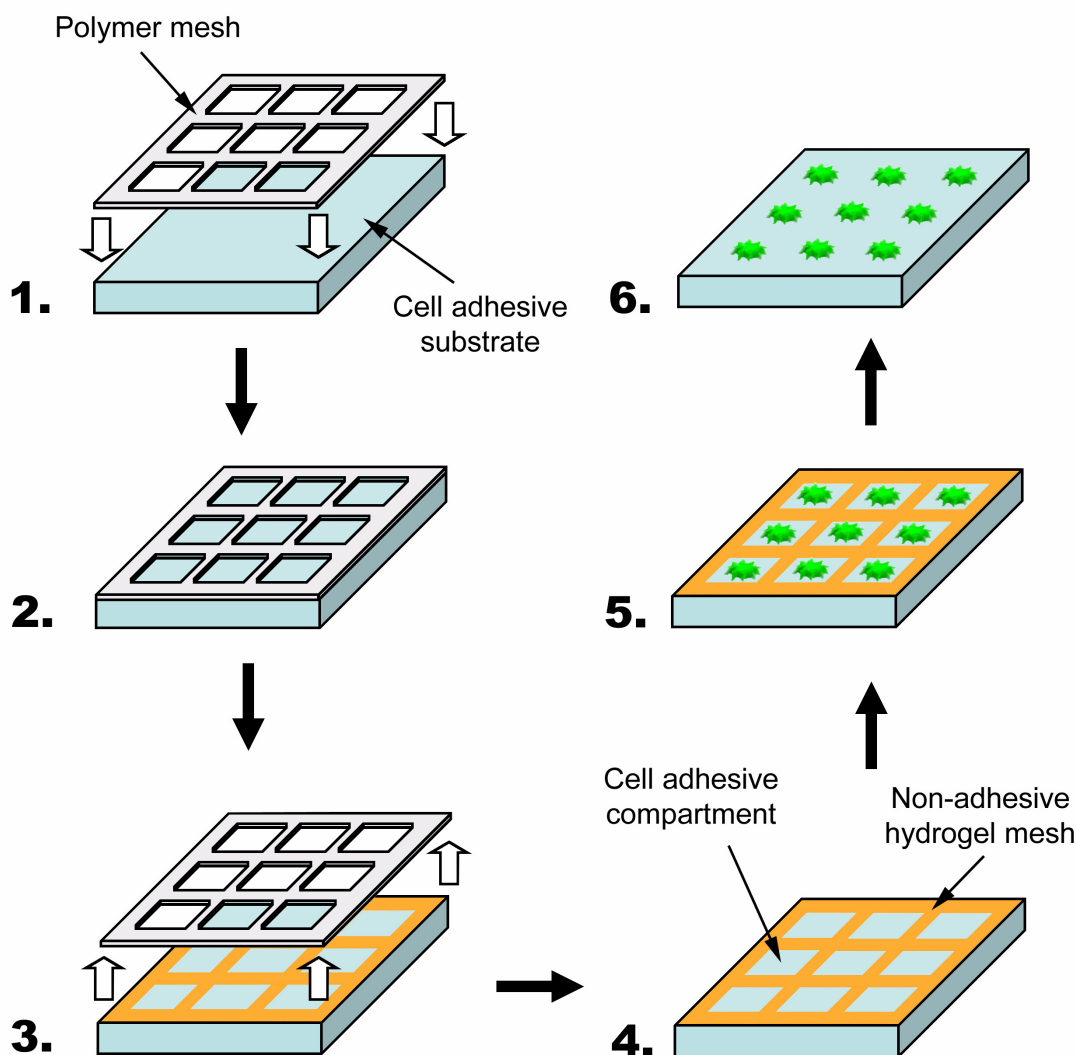 Polymer mesh
1.
Cell adhesive
substrate
2.
3.
4.
Cell adhesive
compartment
Non-adhesive
hydrogel mesh
5.
6.